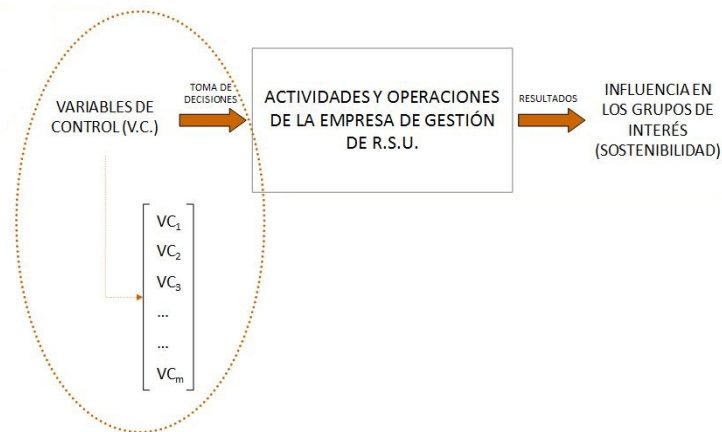 VARIABLES DE
CONTROL (V.C.)
TOMA DE
DECISIONES
ACTIVIDADES Y OPERACIONES
DE LA EMPRESA DE GESTIÓN
DE R.S.U.
RESULTADOS
INFLUENCIA EN
LOS GRUPOS DE
INTERÉS
(SOSTENIBILIDAD)
VC₁
VC₂
VC₃
...
...
VCₘ